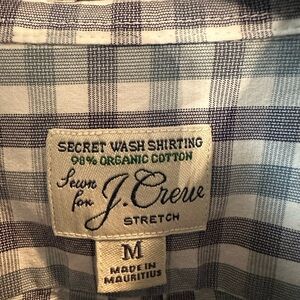 SECRET WASH SHIRTING
98% ORGANIC COTTON
Sewn
for J.Crew
STRETCH
M
MADE IN
MAURITIUS